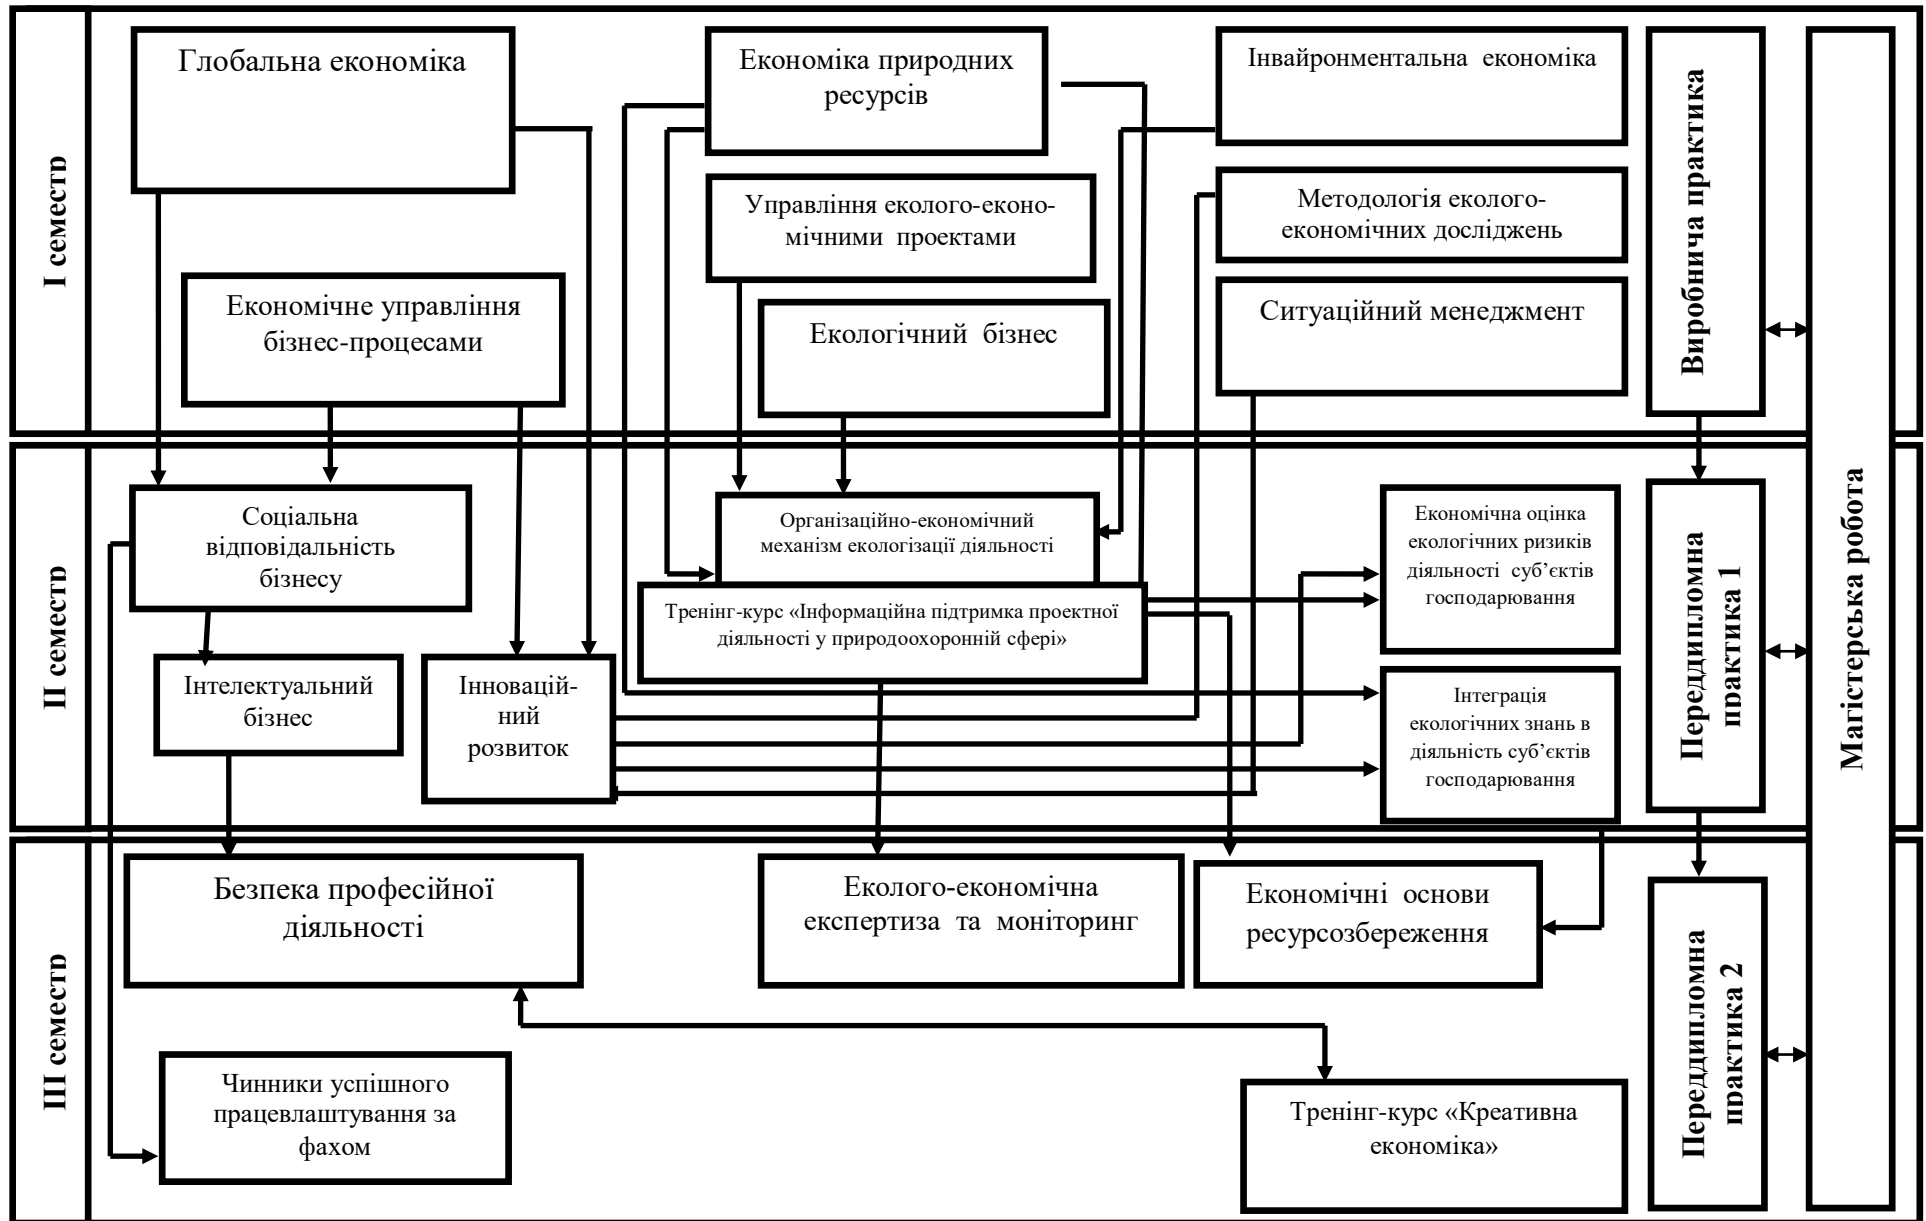 І семестр
Глобальна економіка
Економіка природних
ресурсів
Інвайронментальна економіка
Управління еколого-еконо-
мічними проектами
Методологія еколого-
економічних досліджень
Економічне управління
бізнес-процесами
Екологічний бізнес
Ситуаційний менеджмент
Виробнича практика
Магістерська робота
ІІ семестр
Соціальна
відповідальність
бізнесу
Організаційно-економічний
механізм екологізації діяльності
Тренінг-курс «Інформаційна підтримка проектної
діяльності у природоохоронній сфері»
Економічна оцінка
екологічних ризиків
діяльності суб’єктів
господарювання
Інтелектуальний
бізнес
Інновацій-
ний
розвиток
Інтеграція
екологічних знань в
діяльність суб’єктів
господарювання
Переддипломна
практика 1
ІІІ семестр
Безпека професійної
діяльності
Еколого-економічна
експертиза та моніторинг
Економічні основи
ресурсозбереження
Чинники успішного
працевлаштування за
фахом
Тренінг-курс «Креативна
економіка»
Переддипломна
практика 2